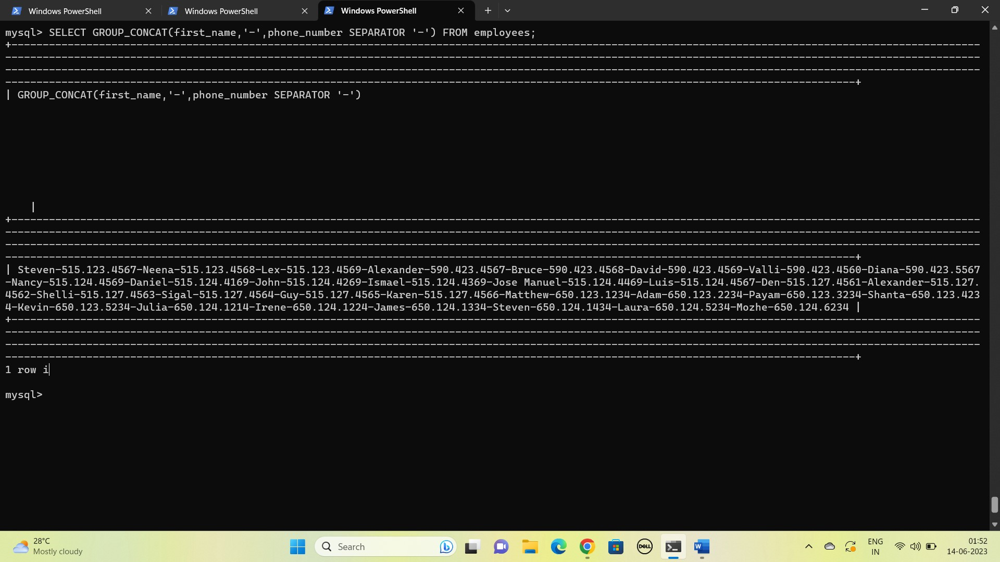 Windows PowerShell
Windows PowerShell
Windows PowerShell
mysql> SELECT GROUP_CONCAT(first_name,'-',phone_number SEPARATOR '-') FROM employees;
| GROUP_CONCAT(first_name,'-',phone_number SEPARATOR '-')
|
| Steven-515.123.4567-Neena-515.123.4568-Lex-515.123.4569-Alexander-590.423.4567-Bruce-590.423.4568-David-590.423.4569-Valli-590.423.4560-Diana-590.423.5567
-Nancy-515.124.4569-Daniel-515.124.4169-John-515.124.4269-Ismael-515.124.4369-Jose Manuel-515.124.4469-Luis-515.124.4567-Den-515.127.4561-Alexander-515.127.
4562-Shelli-515.127.4563-Sigal-515.127.4564-Guy-515.127.4565-Karen-515.127.4566-Matthew-650.123.1234-Adam-650.123.2234-Payam-650.123.3234-Shanta-650.123.423
4-Kevin-650.123.5234-Julia-650.124.1214-Irene-650.124.1224-James-650.124.1334-Steven-650.124.1434-Laura-650.124.5234-Mozhe-650.124.6234 |
1 row i
mysql>
28°C
Mostly cloudy
Search
DELL
ENG
IN
01:52
14-06-2023